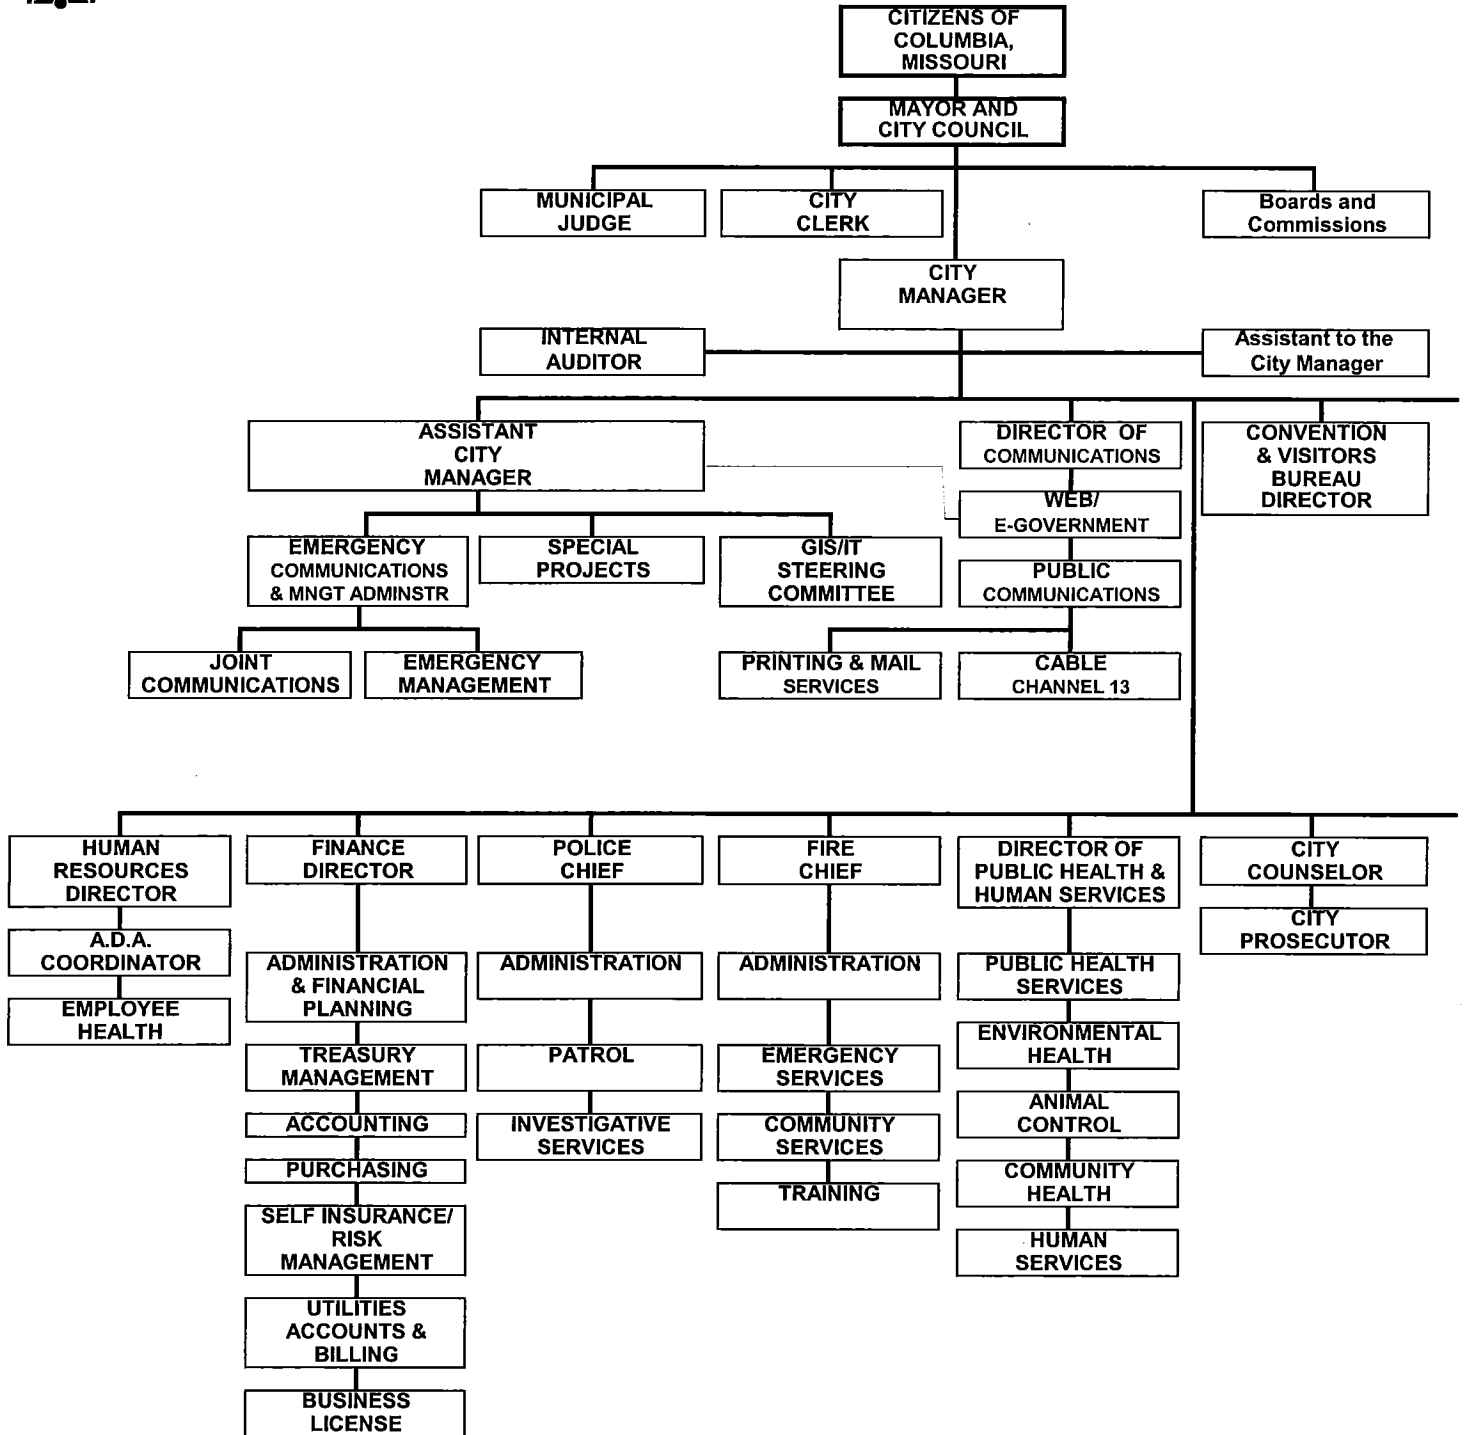 CITIZENS OF
COLUMBIA,
MISSOURI
MAYOR AND
CITY COUNCIL
MUNICIPAL
JUDGE
CITY
CLERK
Boards and
Commissions
CITY
MANAGER
INTERNAL
AUDITOR
Assistant to the
City Manager
ASSISTANT
CITY
MANAGER
DIRECTOR OF
COMMUNICATIONS
CONVENTION
& VISITORS
BUREAU
DIRECTOR
WEB/
E-GOVERNMENT
EMERGENCY
COMMUNICATIONS
& MNGT ADMINSTR
SPECIAL
PROJECTS
GIS/IT
STEERING
COMMITTEE
PUBLIC
COMMUNICATIONS
JOINT
COMMUNICATIONS
EMERGENCY
MANAGEMENT
PRINTING & MAIL
SERVICES
CABLE
CHANNEL 13
HUMAN
RESOURCES
DIRECTOR
FINANCE
DIRECTOR
POLICE
CHIEF
FIRE
CHIEF
DIRECTOR OF
PUBLIC HEALTH &
HUMAN SERVICES
CITY
COUNSELOR
CITY
PROSECUTOR
A.D.A.
COORDINATOR
EMPLOYEE
HEALTH
ADMINISTRATION
& FINANCIAL
PLANNING
TREASURY
MANAGEMENT
ACCOUNTING
PURCHASING
SELF INSURANCE/
RISK
MANAGEMENT
UTILITIES
ACCOUNTS &
BILLING
BUSINESS
LICENSE
ADMINISTRATION
PATROL
INVESTIGATIVE
SERVICES
ADMINISTRATION
EMERGENCY
SERVICES
COMMUNITY
SERVICES
TRAINING
PUBLIC HEALTH
SERVICES
ENVIRONMENTAL
HEALTH
ANIMAL
CONTROL
COMMUNITY
HEALTH
HUMAN
SERVICES